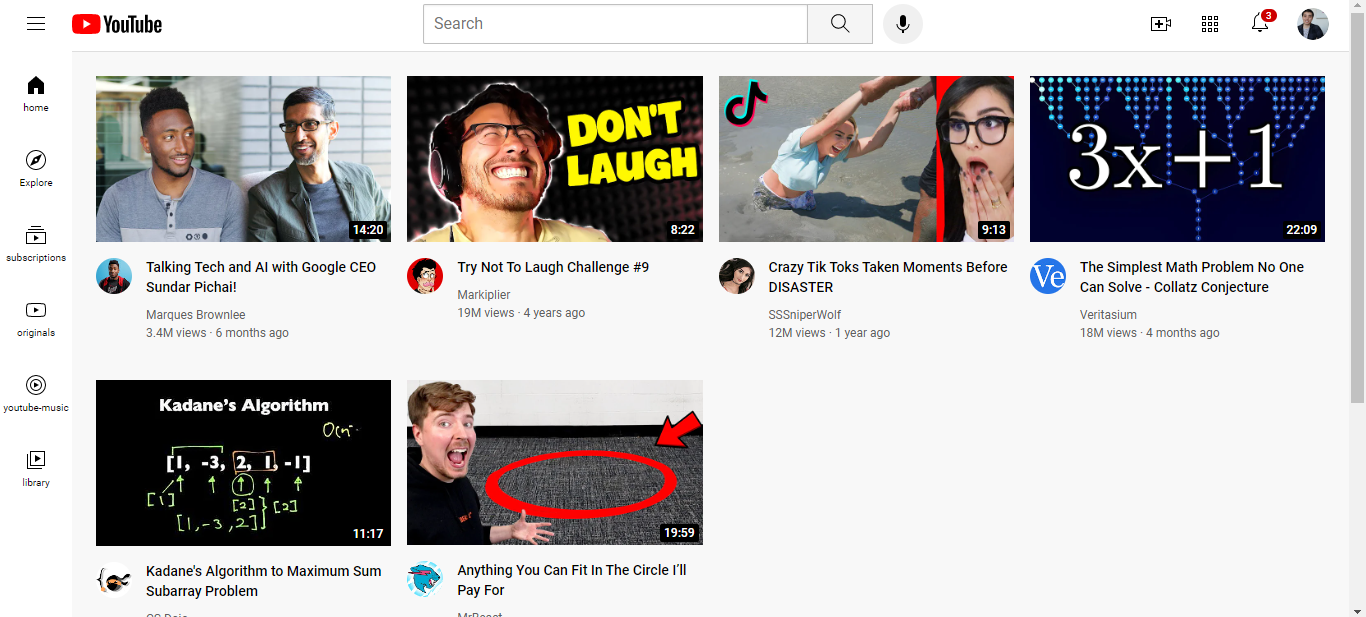 YouTube
Search
3
home
Explore
subscriptions
originals
youtube-music
library
14:20
Talking Tech and AI with Google CEO
Sundar Pichai!
Marques Brownlee
3.4M views · 6 months ago
DON'T
LAUGH
8:22
Try Not To Laugh Challenge #9
Markiplier
19M views · 4 years ago
9:13
Crazy Tik Toks Taken Moments Before
DISASTER
SSSniperWolf
12M views · 1 year ago
3x+1
22:09
Ve
The Simplest Math Problem No One
Can Solve - Collatz Conjecture
Veritasium
18M views · 4 months ago
Kadane's Algorithm
[1, -3, 2, 1, -1]
[1]
[2]
[2]
[1, -3, 2]
11:17
Kadane's Algorithm to Maximum Sum
Subarray Problem
19:59
Anything You Can Fit In The Circle I’ll
Pay For
MrBeast